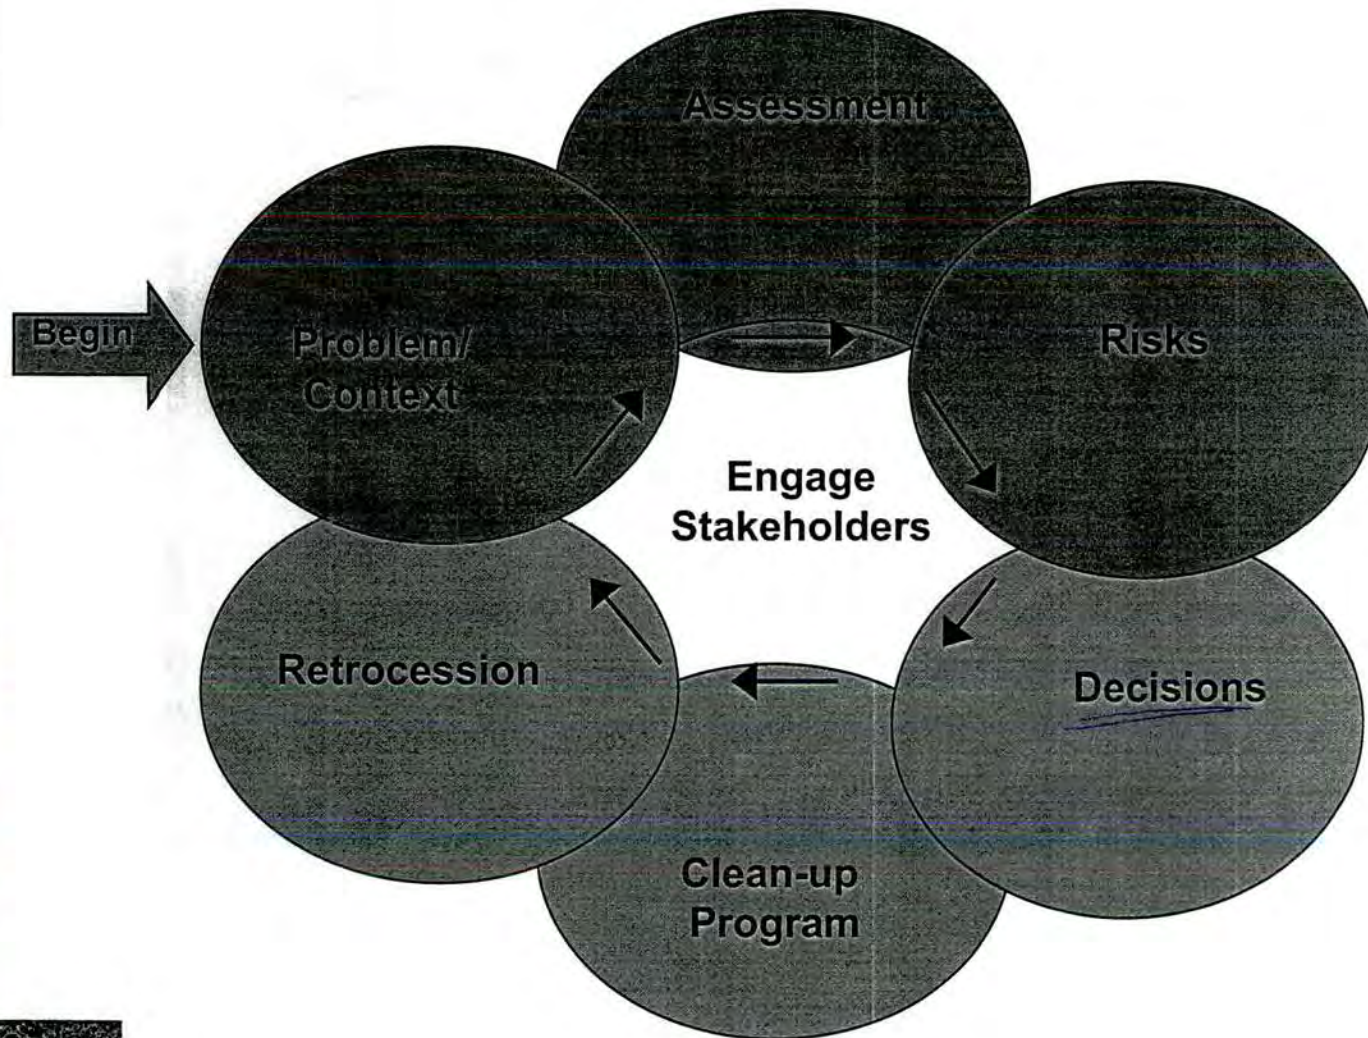 Begin
Problem/
Context
Assessment
Risks
Engage
Stakeholders
Decisions
Clean-up
Program
Retrocession